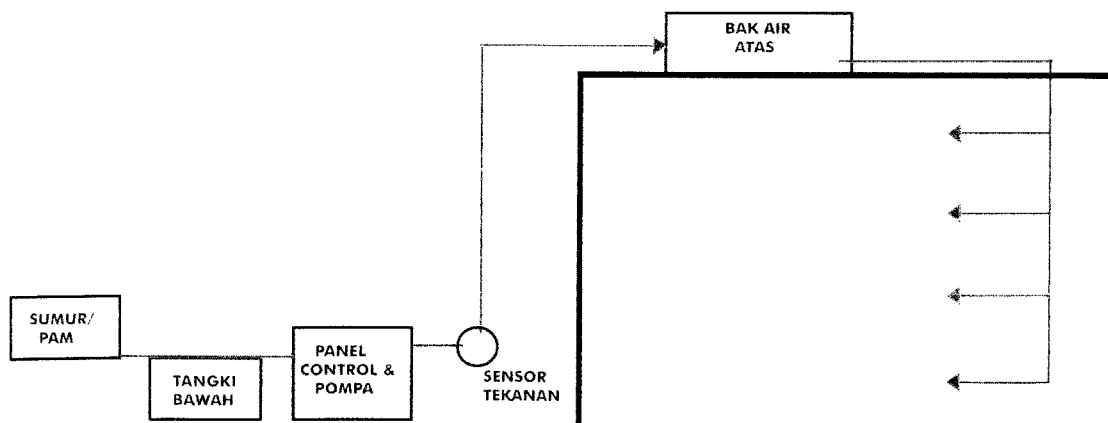 BAK AIR
ATAS
SUMUR/
PAM
TANGKI
BAWAH
PANEL
CONTROL &
POMPA
SENSOR
TEKANAN